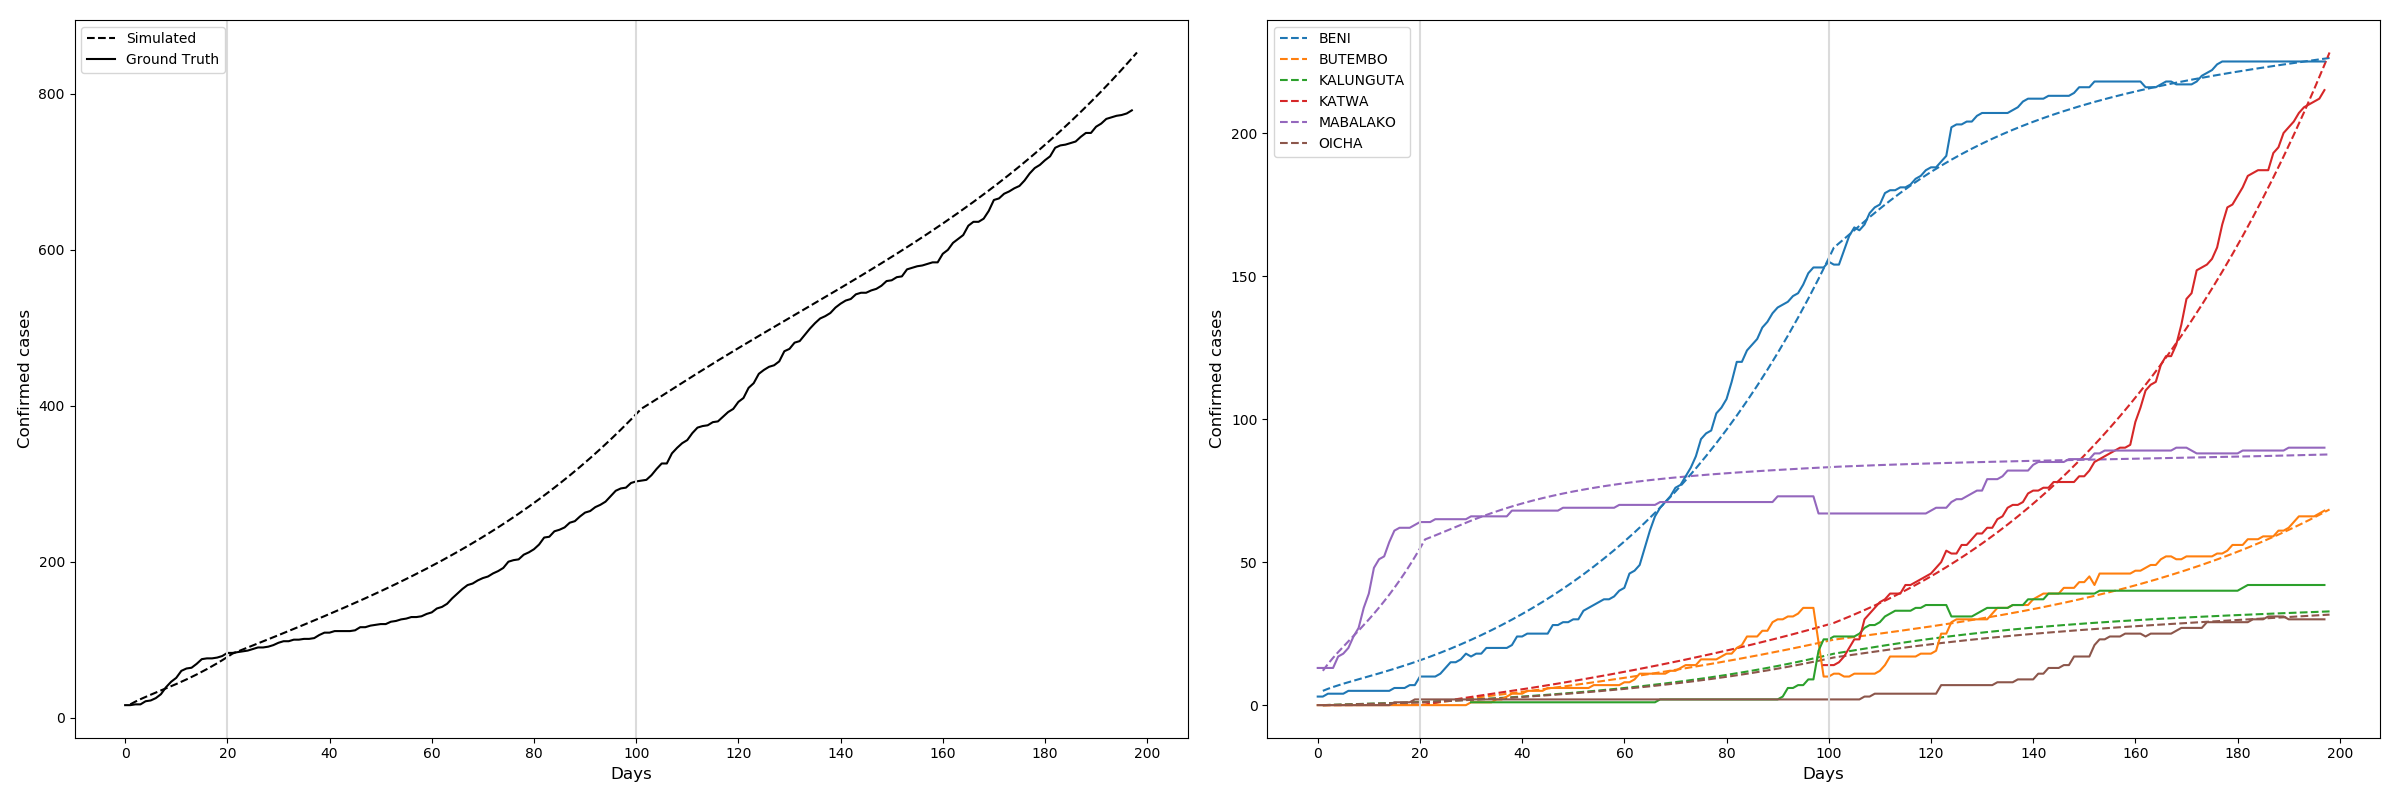 Simulated
Ground Truth
Confirmed cases
800
600
400
200
0
0 20 40 60 80 100 120 140 160 180 200
Days
BENI
BUTEMBO
KALUNGUTA
KATWA
MABALAKO
OICHA
Confirmed cases
200
150
100
50
0
0 20 40 60 80 100 120 140 160 180 200
Days